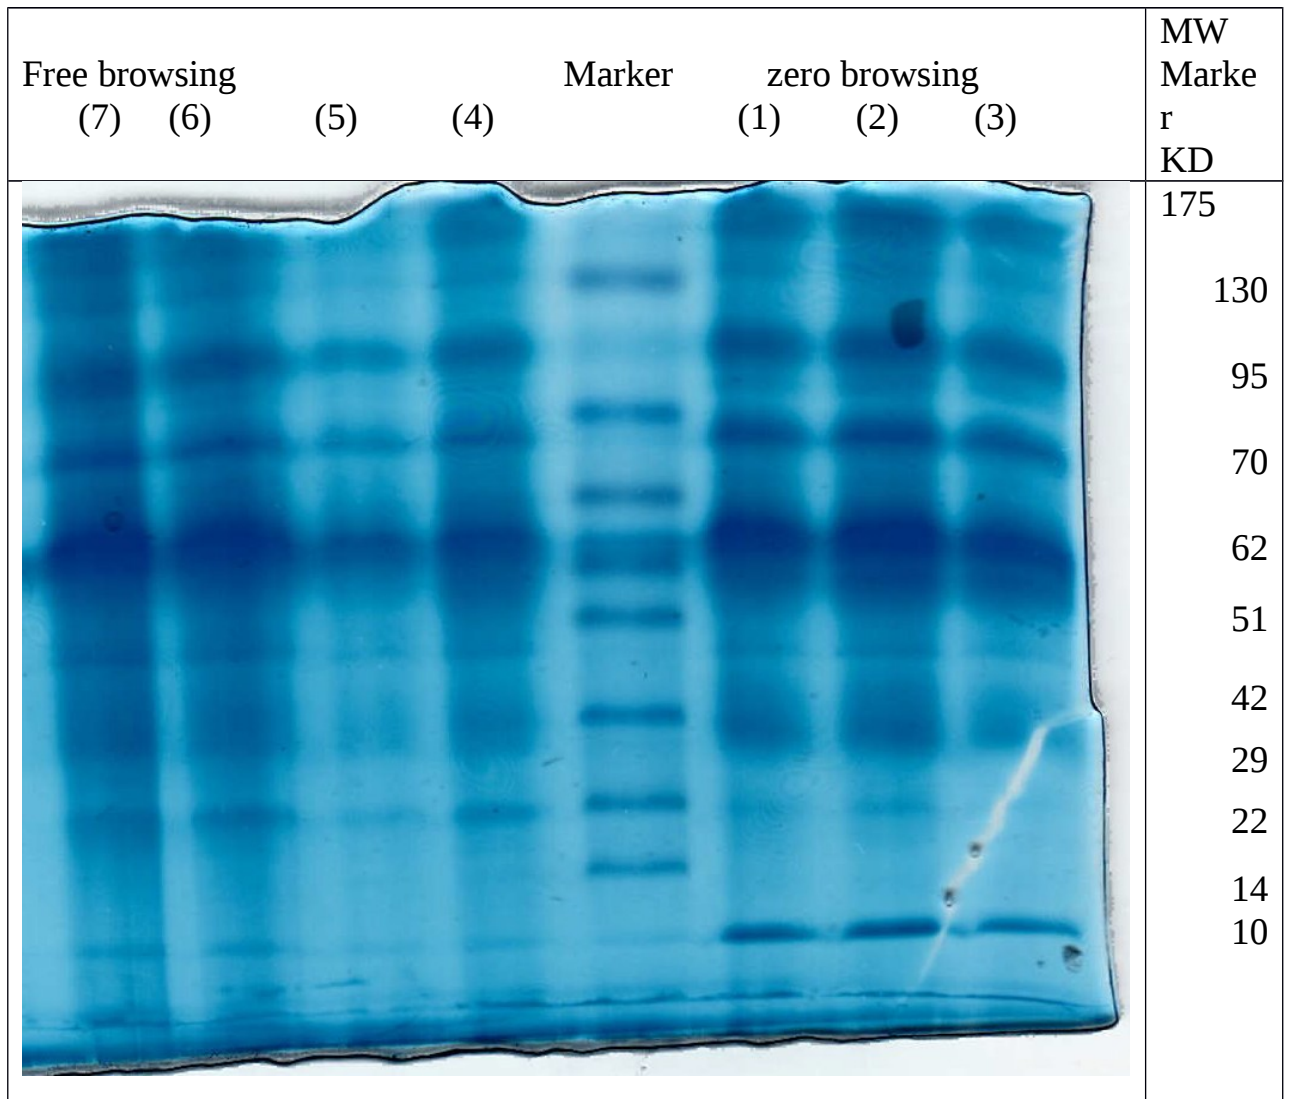 Free browsing Marker zero browsing
(7) (6) (5) (4) (1) (2) (3)
MW
Marke
r
KD
175
130
95
70
62
51
42
29
22
14
10